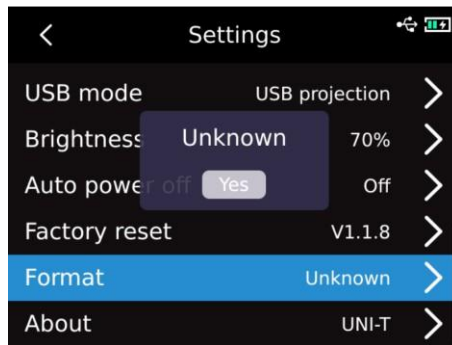 Settings
USB mode USB projection
Brightness 70%
Unknown
Auto power off Off
Yes
Factory reset V1.1.8
Format Unknown
About UNI-T